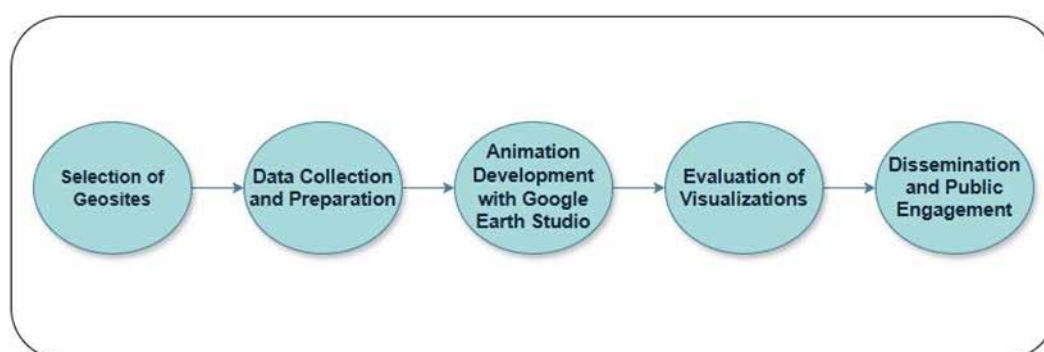 Selection of
Geosites
Data Collection
and Preparation
Animation
Development
with Google
Earth Studio
Evaluation of
Visualizations
Dissemination
and Public
Engagement